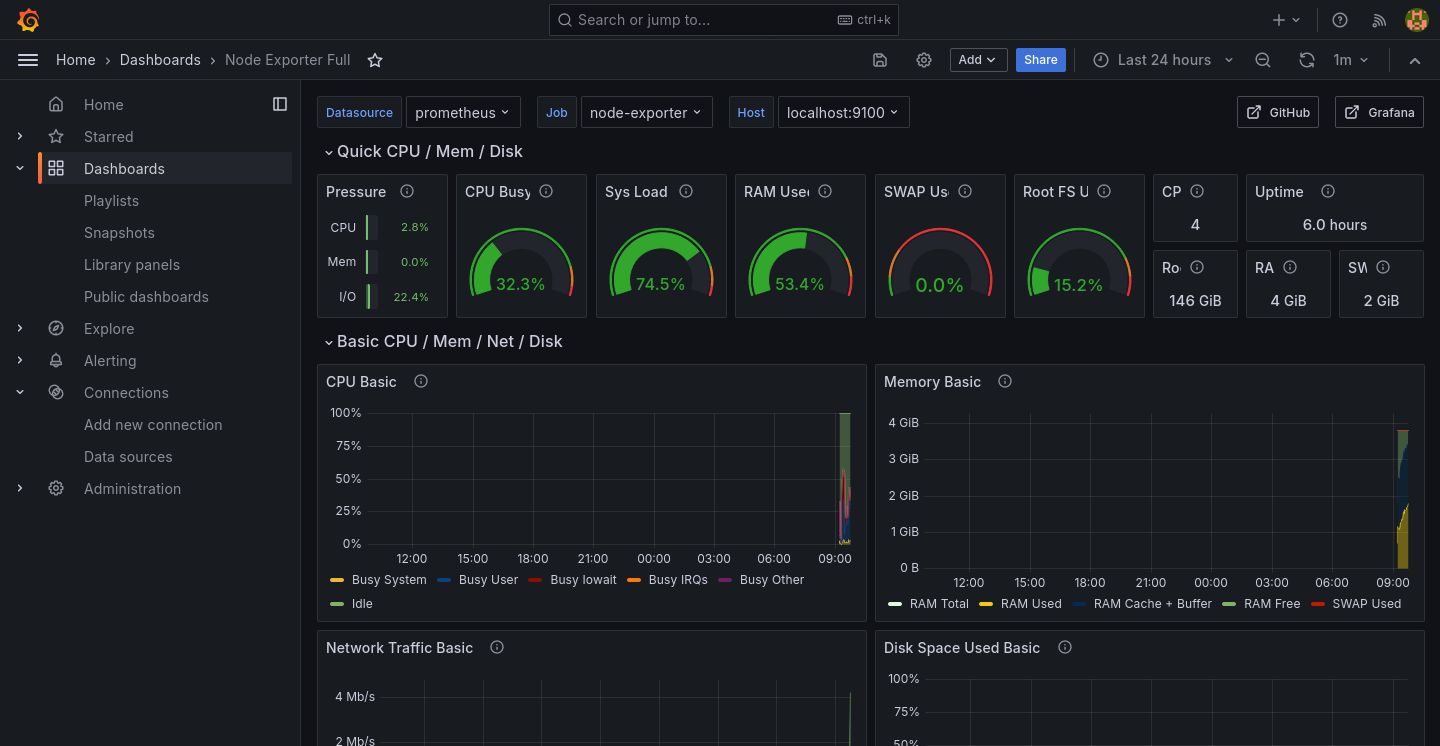 Search or jump to...
ctrl+k
Home › Dashboards › Node Exporter Full
Add
Share
Last 24 hours
1m
Home
Starred
Dashboards
Playlists
Snapshots
Library panels
Public dashboards
Explore
Alerting
Connections
Add new connection
Data sources
Administration
Datasource prometheus Job node-exporter Host localhost:9100 GitHub Grafana
Quick CPU / Mem / Disk
Pressure
CPU 2.8%
Mem 0.0%
I/O 22.4%
CPU Busy
32.3%
Sys Load
74.5%
RAM Used
53.4%
SWAP Us
0.0%
Root FS U
15.2%
CP
4
Uptime
6.0 hours
Ro
146 GiB
RA
4 GiB
SW
2 GiB
Basic CPU / Mem / Net / Disk
CPU Basic
100%
75%
50%
25%
0%
12:00 15:00 18:00 21:00 00:00 03:00 06:00 09:00
Busy System Busy User Busy Iowait Busy IRQs Busy Other
Idle
Memory Basic
4 GiB
3 GiB
2 GiB
1 GiB
0 B
12:00 15:00 18:00 21:00 00:00 03:00 06:00 09:00
RAM Total RAM Used RAM Cache + Buffer RAM Free SWAP Used
Network Traffic Basic
4 Mb/s
2 Mb/s
Disk Space Used Basic
100%
75%
50%